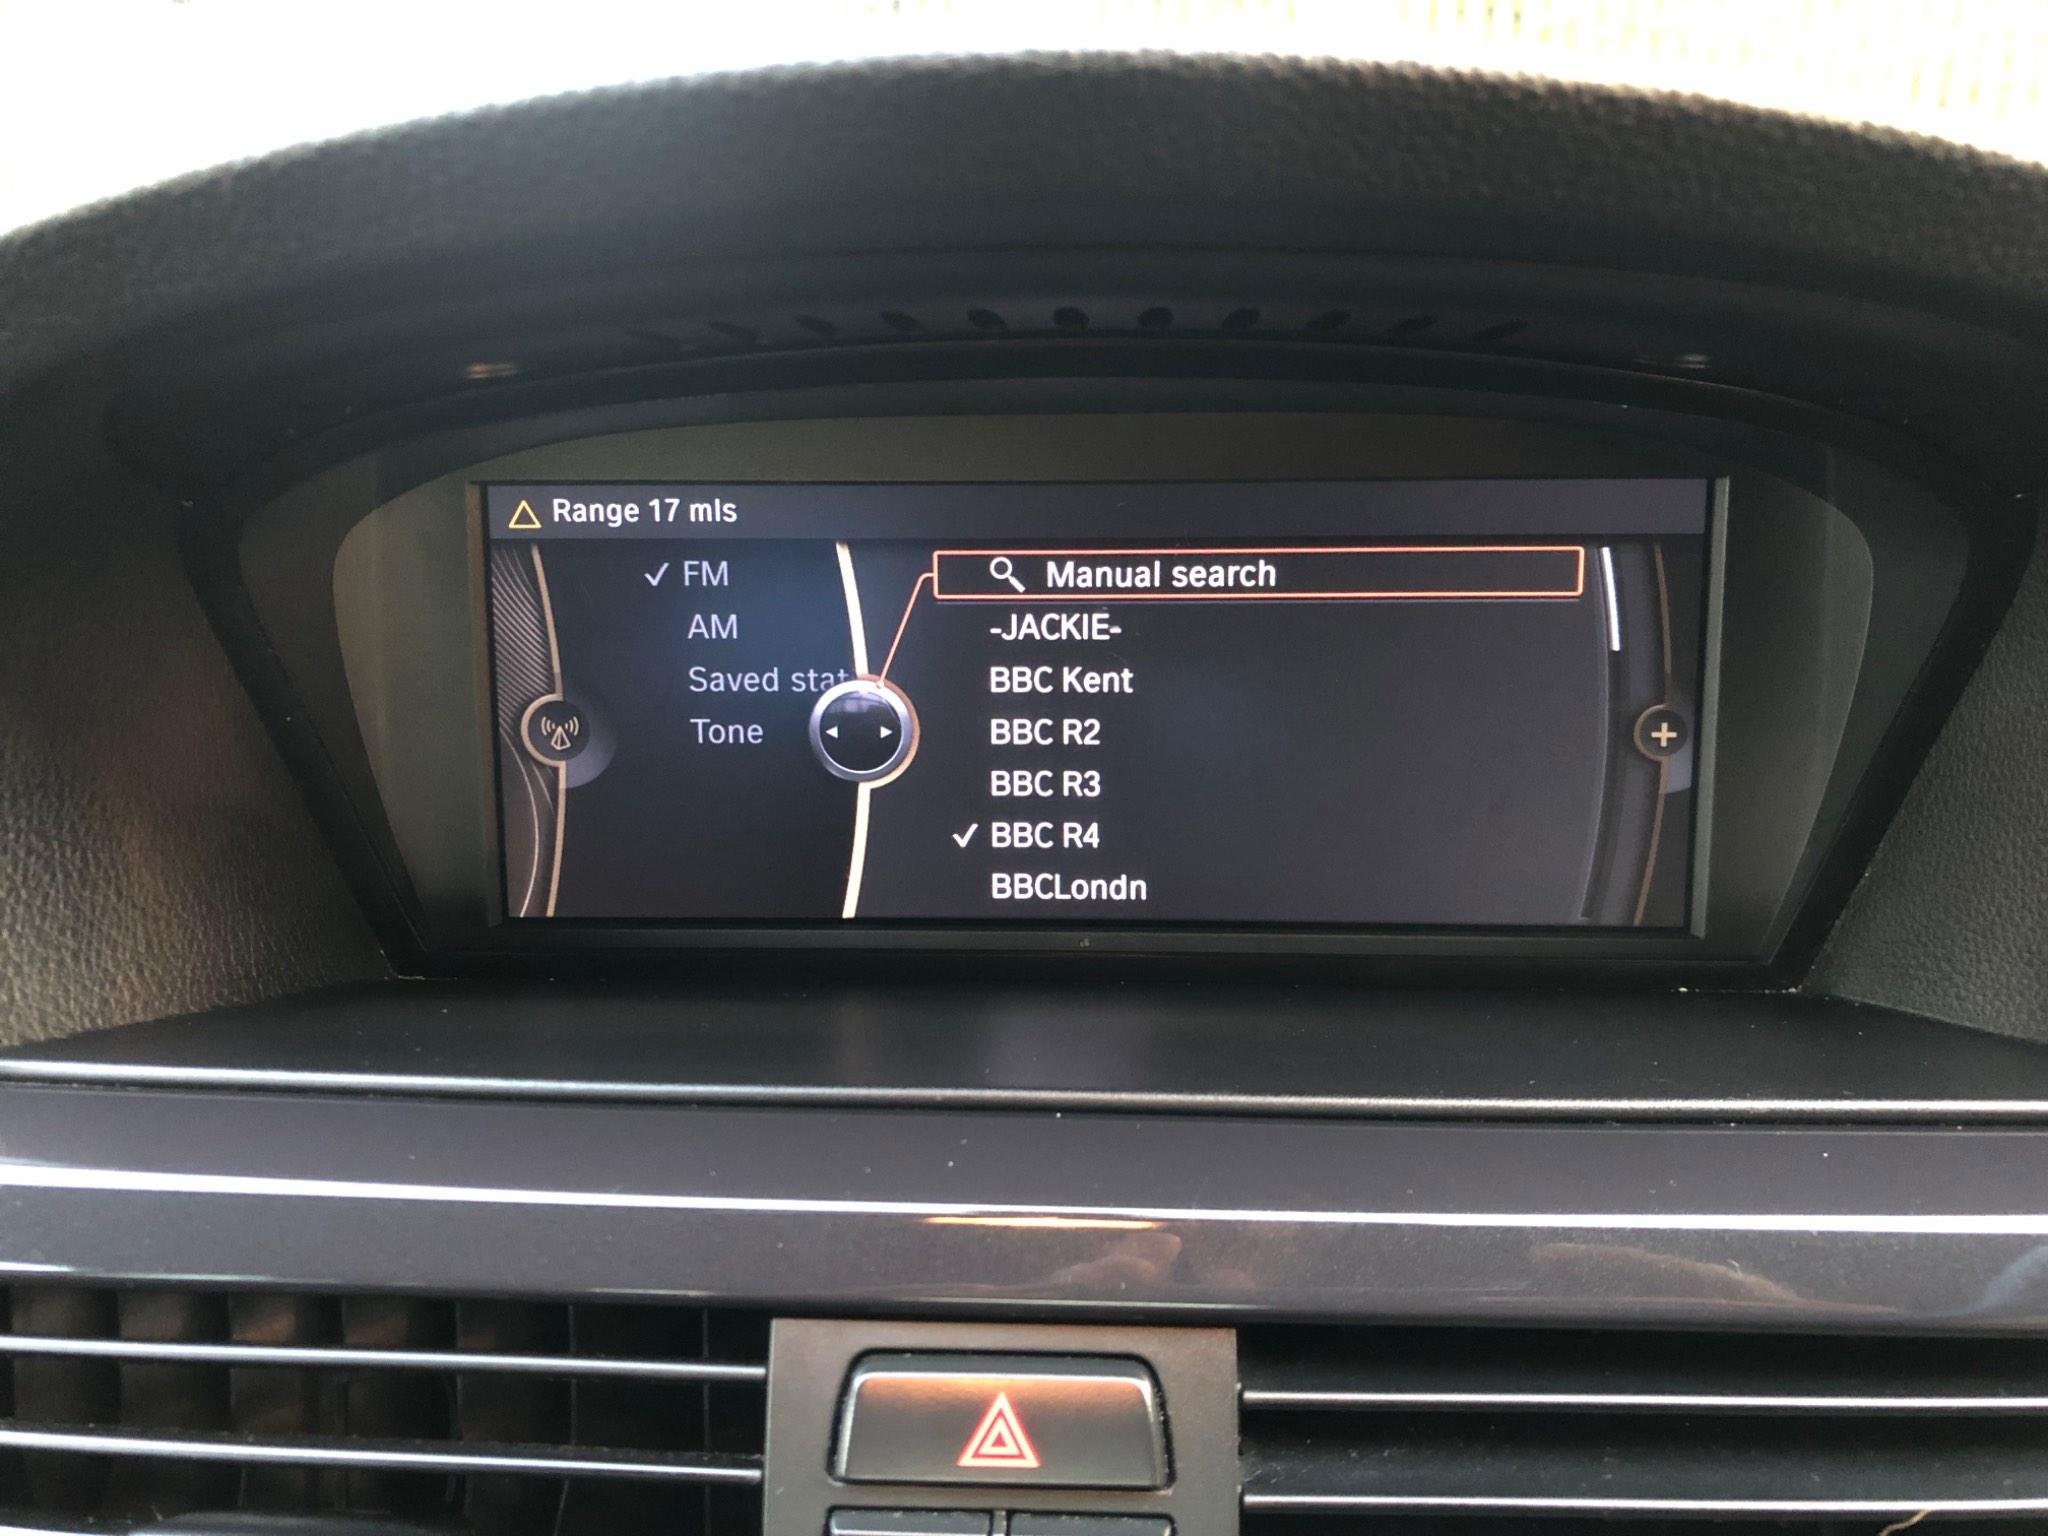 Range 17 mls
FM
AM
Saved stat
Tone
Manual search
-JACKIE-
BBC Kent
BBC R2
BBC R3
BBC R4
BBCLondn